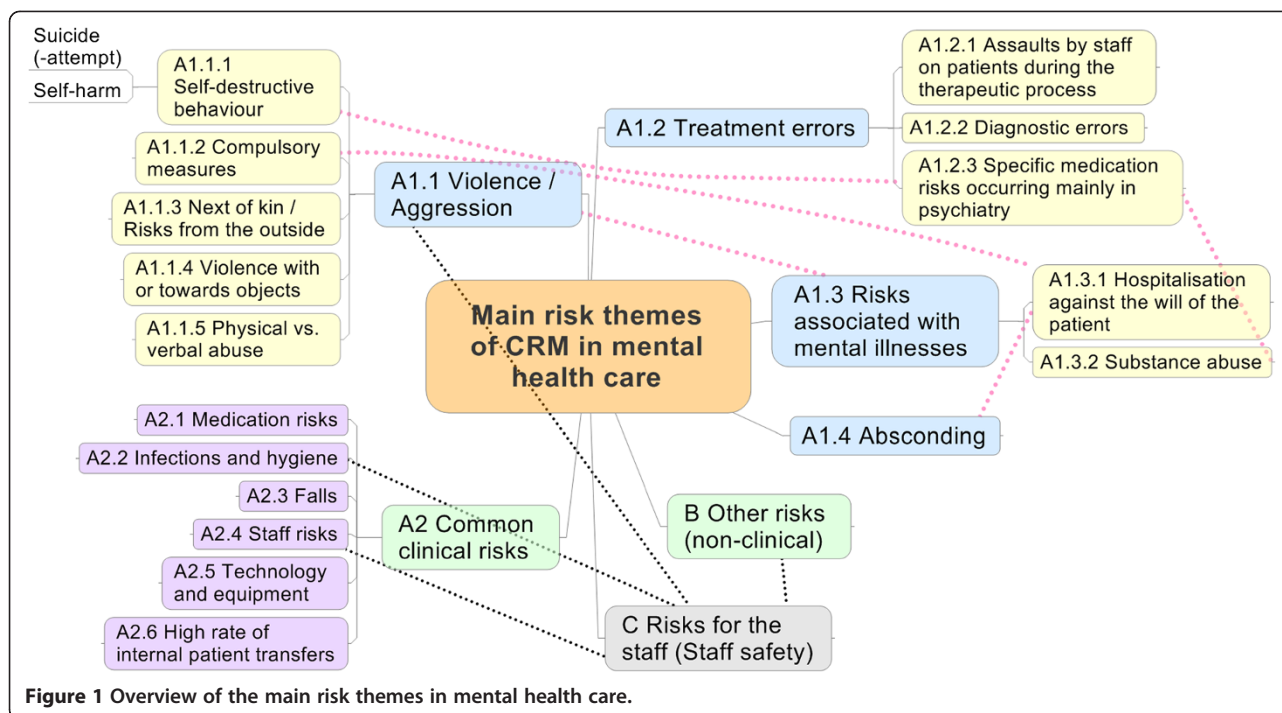 Suicide
(-attempt)
Self-harm
A1.1.1
Self-destructive
behaviour
A1.1.2 Compulsory
measures
A1.1.3 Next of kin /
Risks from the outside
A1.1.4 Violence with
or towards objects
A1.1.5 Physical vs.
verbal abuse
A1.1 Violence /
Aggression
A1.2 Treatment errors
A1.2.1 Assaults by staff
on patients during the
therapeutic process
A1.2.2 Diagnostic errors
A1.2.3 Specific medication
risks occurring mainly in
psychiatry
Main risk themes
of CRM in mental
health care
A1.3 Risks
associated with
mental illnesses
A1.3.1 Hospitalisation
against the will of the
patient
A1.3.2 Substance abuse
A1.4 Absconding
A2.1 Medication risks
A2.2 Infections and hygiene
A2.3 Falls
A2.4 Staff risks
A2.5 Technology
and equipment
A2.6 High rate of
internal patient transfers
A2 Common
clinical risks
B Other risks
(non-clinical)
C Risks for the
staff (Staff safety)
Figure 1 Overview of the main risk themes in mental health care.